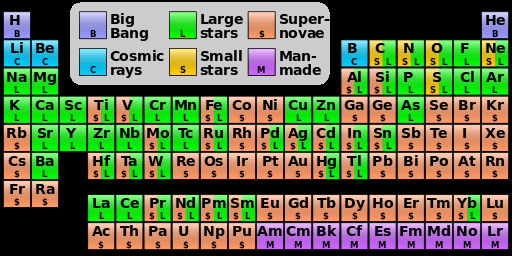 H He
B B
Big Bang
B
Large stars
L
Super-novae
$
Cosmic rays
C
Small stars
S
Man-made
M
Li Be B C N O F Ne
C C C S L S L S L L S L
Na Mg Al Si P S Cl Ar
L L $ L $ L L S L L L
K Ca Sc Ti V Cr Mn Fe Co Ni Cu Zn Ga Ge As Se Br Kr
L L L $ L $ L L L $ L $ $ L L $ $ L $ $ $
Rb Sr Y Zr Nb Mo Tc Ru Rh Pd Ag Cd In Sn Sb Te I Xe
$ L L L L $ L L $ L $ $ L $ L $ L $ L $ L $ $ $ $
Cs Ba Hf Ta W Re Os Ir Pt Au Hg Tl Pb Bi Po At Rn
$ L $ L $ L $ L $ $ $ $ $ $ L $ L $ $ $ $ $
Fr Ra
$ $
La Ce Pr Nd Pm Sm Eu Gd Tb Dy Ho Er Tm Yb Lu
L L $ L $ L $ L $ L $ $ $ $ $ $ $ $ L $
Ac Th Pa U Np Pu Am Cm Bk Cf Es Fm Md No Lr
$ $ $ $ $ $ M M M M M M M M M